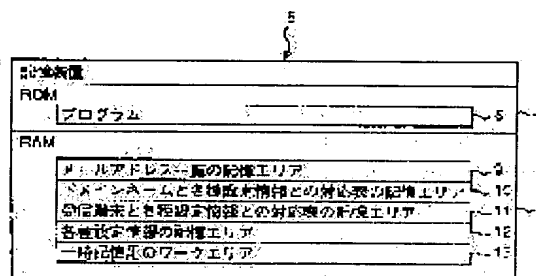 5
記憶装置
ROM
プログラム
6
RAM
メールアドレス一覧の記憶エリア
9
ドメインネームと各種設定情報との対応表の記憶エリア
10
受信端末と各種設定情報との対応表の記憶エリア
11
各種設定情報の記憶エリア
12
一時記憶用のワークエリア
13